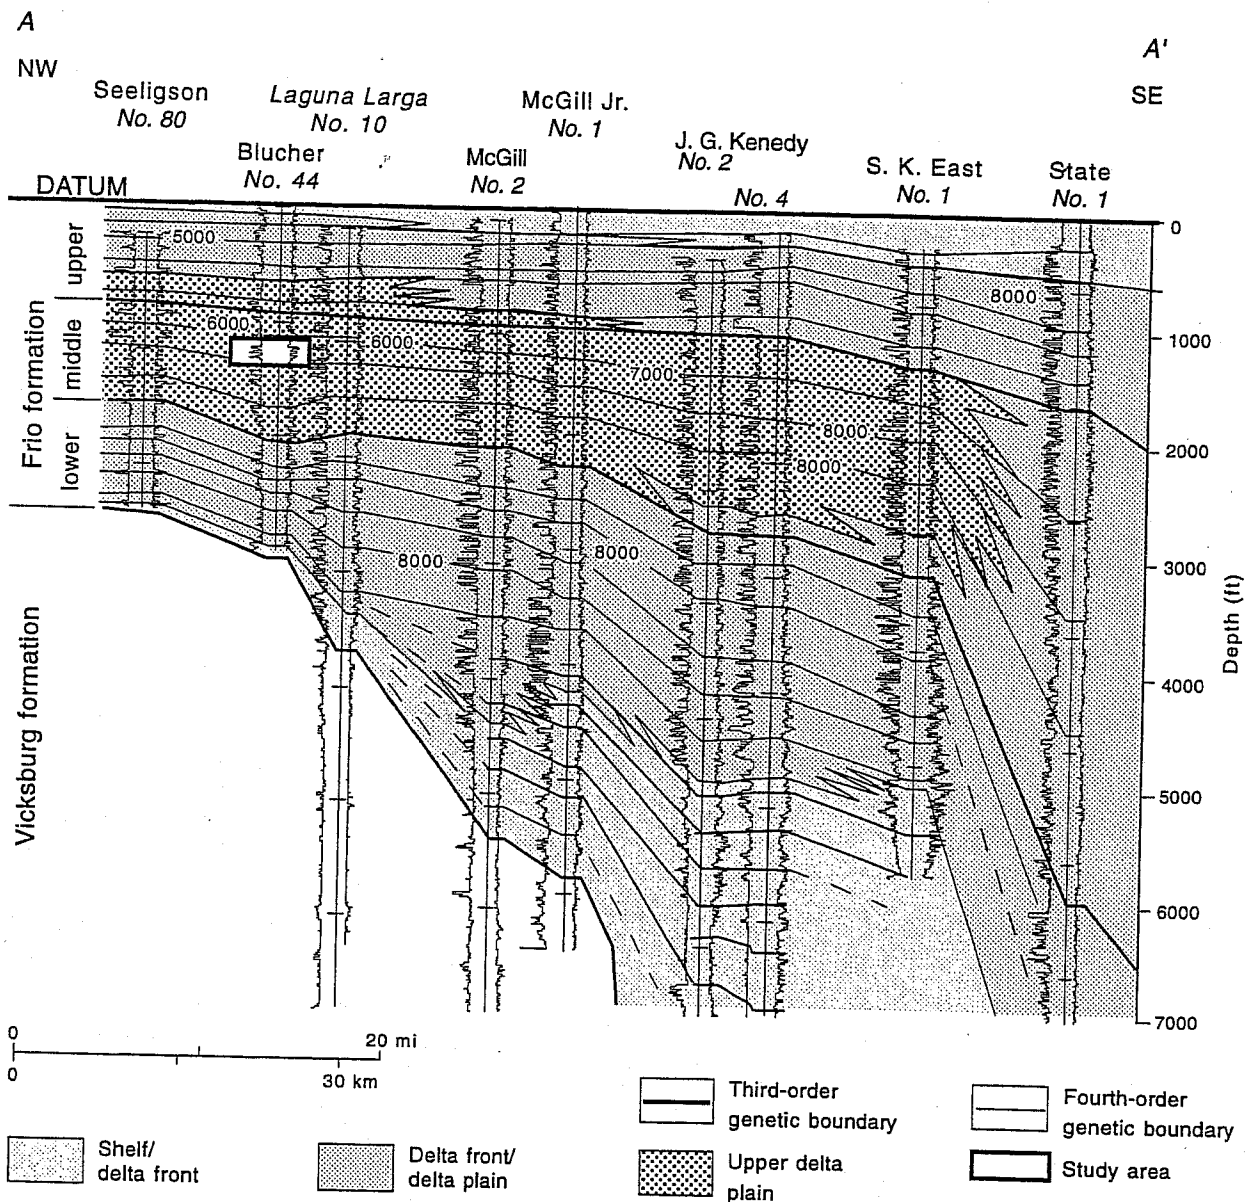 A
NW
A'
SE
Seeligson
No. 80
Laguna Larga
No. 10
McGill Jr.
No. 1
Blucher
No. 44
McGill
No. 2
J. G. Kenedy
No. 2
No. 4
S. K. East
No. 1
State
No. 1
DATUM
0
upper
5000
8000
6000
6000
1000
7000
middle
Frio formation
8000
8000
2000
lower
8000
8000
3000
Depth (ft)
4000
Vicksburg formation
5000
6000
7000
0
20 mi
0
30 km
Third-order
genetic boundary
Fourth-order
genetic boundary
Shelf/
delta front
Delta front/
delta plain
Upper delta
plain
Study area